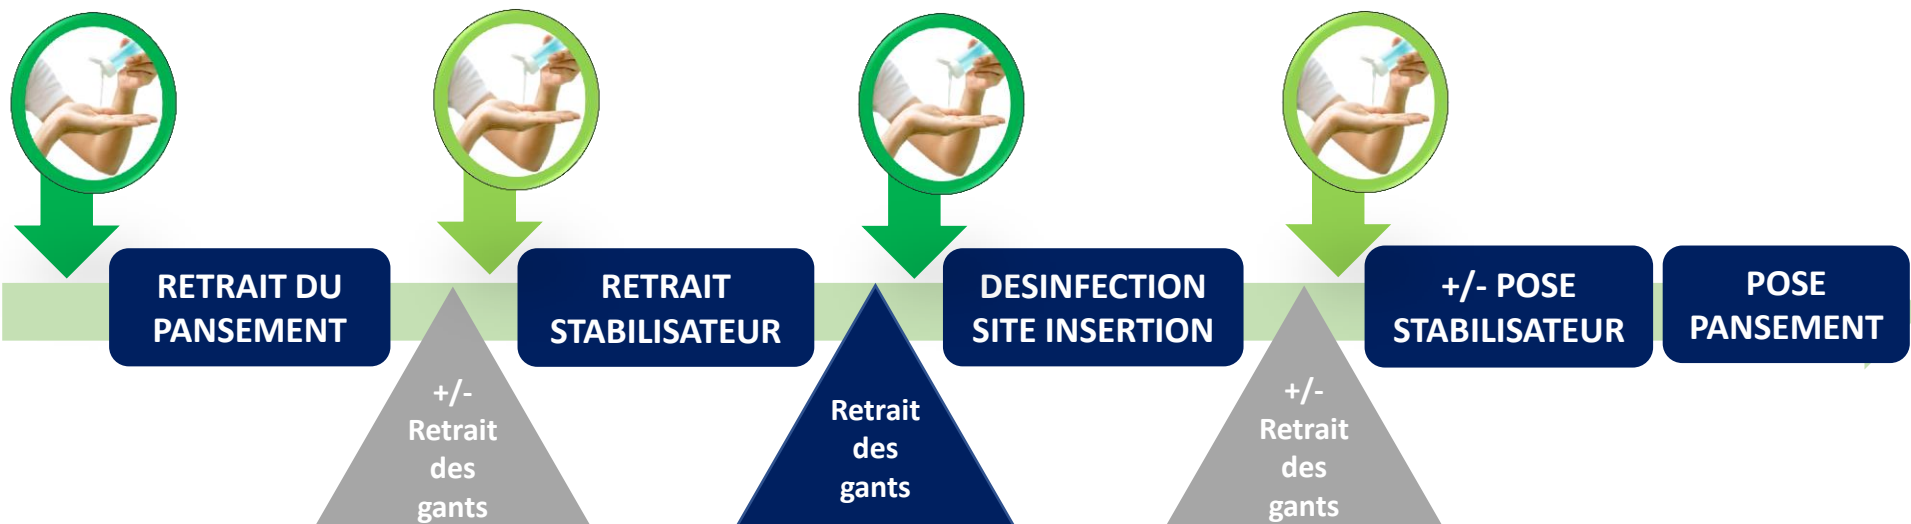 RETRAIT DU
PANSEMENT
RETRAIT
STABILISATEUR
DESINFECTION
SITE INSERTION
+/- POSE
STABILISATEUR
POSE
PANSEMENT
+/-
Retrait
des
gants
Retrait
des
gants
+/-
Retrait
des
gants